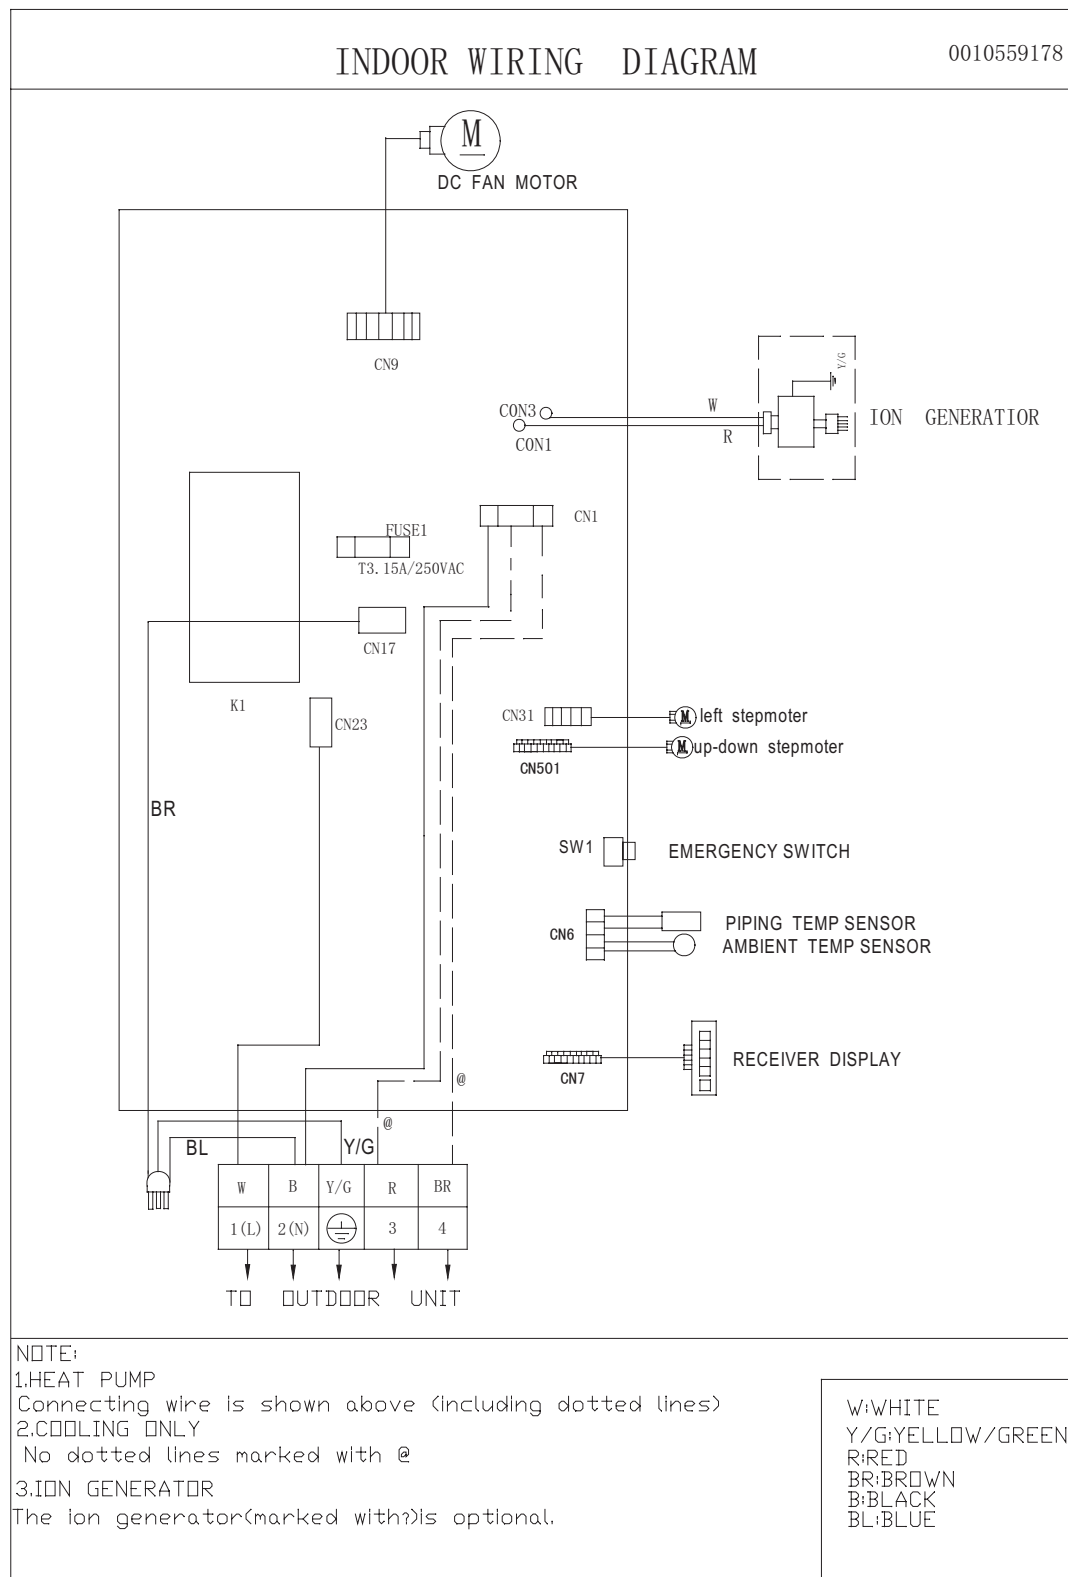 INDOOR WIRING DIAGRAM
0010559178
M
DC FAN MOTOR
CN9
Y/G
CON3
W
ION GENERATIOR
CON1
R
CN1
FUSE1
T3.15A/250VAC
CN17
K1
CN23
CN31
M left stepmoter
M up-down stepmoter
CN501
BR
SW1
EMERGENCY SWITCH
CN6
PIPING TEMP SENSOR
AMBIENT TEMP SENSOR
RECEIVER DISPLAY
CN7
@
@
BL
Y/G
W B Y/G R BR
1(L) 2(N) 3 4
TO OUTDOOR UNIT
NOTE:
1.HEAT PUMP
Connecting wire is shown above (including dotted lines)
2.COOLING ONLY
No dotted lines marked with @
3.ION GENERATOR
The ion generator(marked with?)is optional.
W:WHITE
Y/G:YELLOW/GREEN
R:RED
BR:BROWN
B:BLACK
BL:BLUE